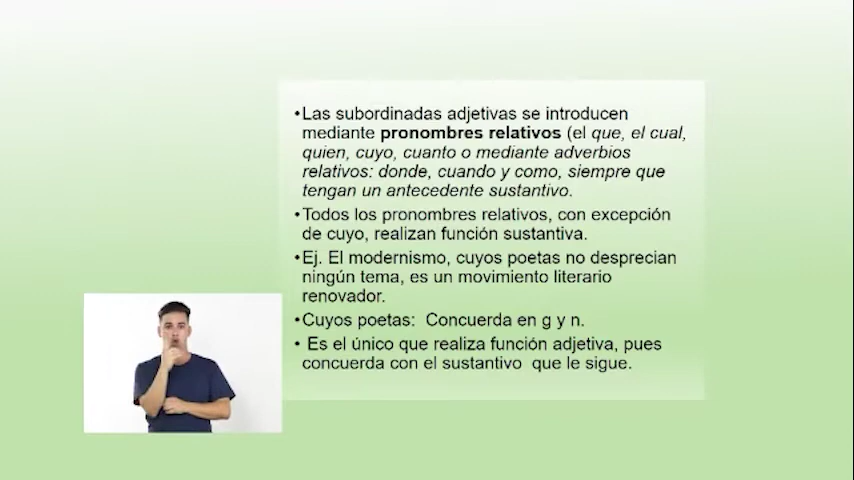 •Las subordinadas adjetivas se introducen
mediante pronombres relativos (el que, el cual,
quien, cuyo, cuanto o mediante adverbios
relativos: donde, cuando y como, siempre que
tengan un antecedente sustantivo.
•Todos los pronombres relativos, con excepción
de cuyo, realizan función sustantiva.
•Ej. El modernismo, cuyos poetas no desprecian
ningún tema, es un movimiento literario
renovador.
•Cuyos poetas: Concuerda en g y n.
• Es el único que realiza función adjetiva, pues
concuerda con el sustantivo que le sigue.